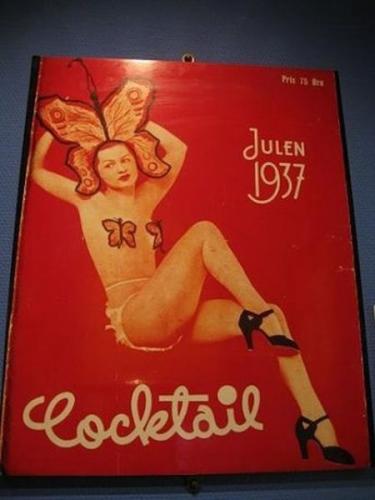 Pris 75 Øre
JULEN
1937
Cocktail